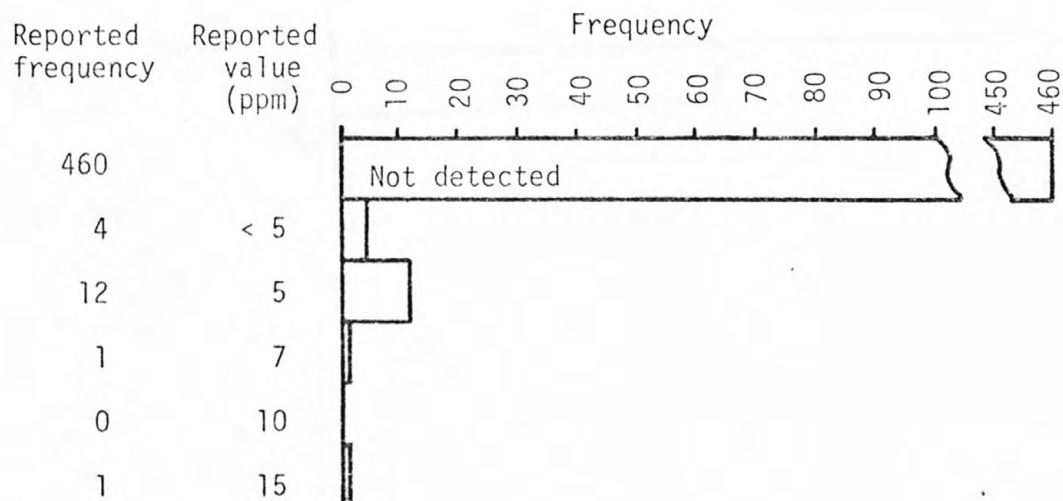 Frequency
Reported Reported
frequency value
(ppm)
0 10 20 30 40 50 60 70 80 90 100 450 460
460 Not detected
4 < 5
12 5
1 7
0 10
1 15